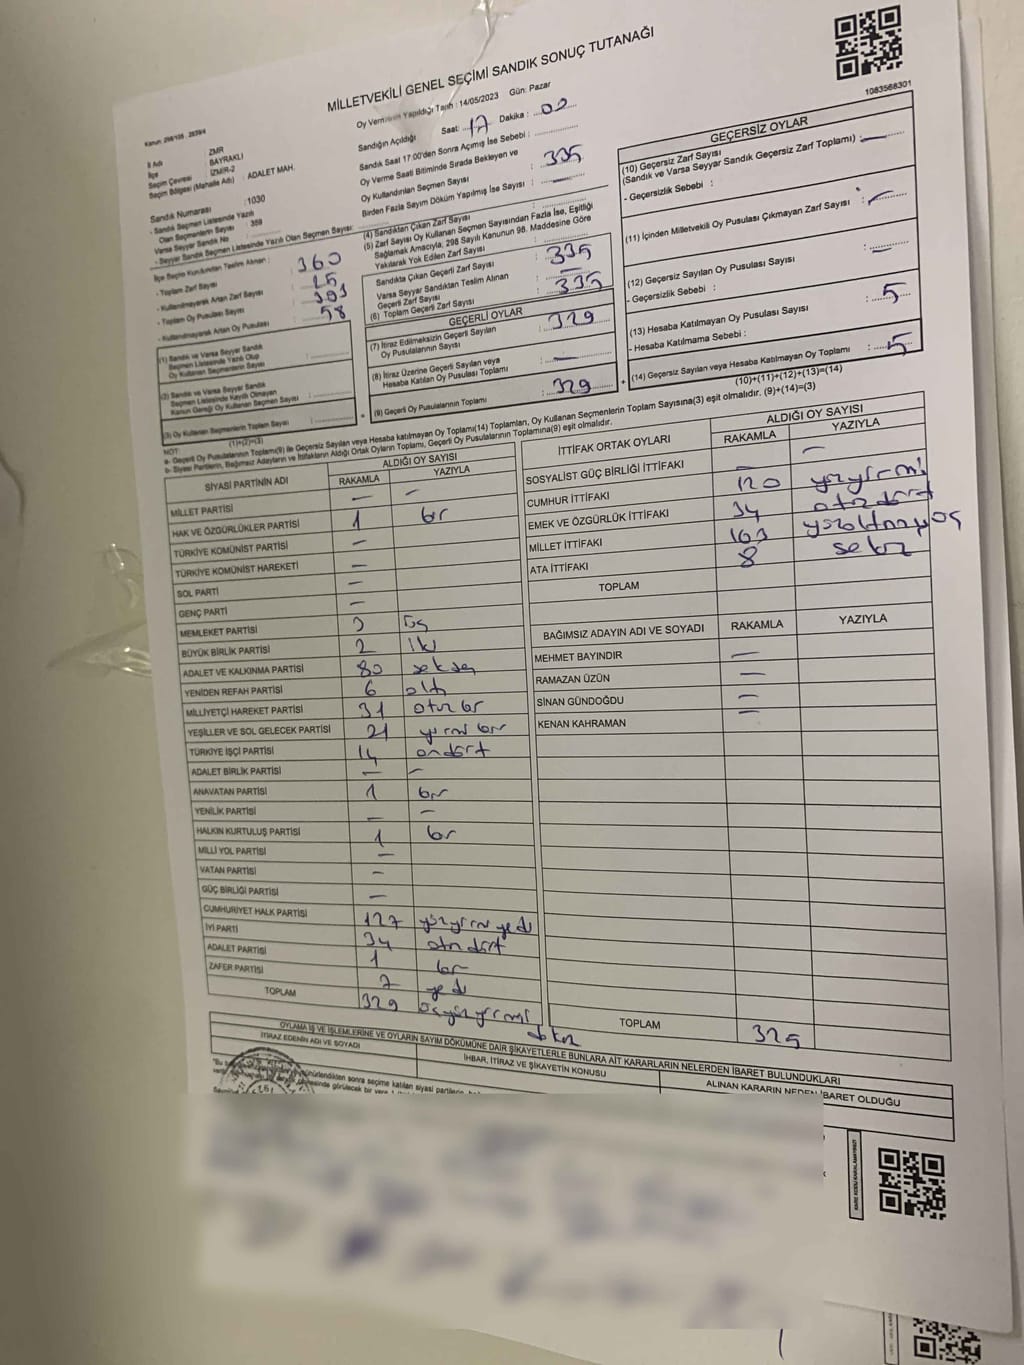 MİLLETVEKİLİ GENEL SEÇİMİ SANDIK SONUÇ TUTANAĞI
1083568301
Oy Vermenin Yapıldığı Tarih : 14/05/2023 Gün: Pazar
Sandığın Açıldığı Saat: 17 Dakika : 00
Sandık Saat 17:00'den Sonra Açılmış İse Sebebi :
Oy Verme Saati Bitiminde Sırada Bekleyen ve
Oy Kullandırılan Seçmen Sayısı
Birden Fazla Sayım Döküm Yapılmış İse Sayısı : —
İl Adı : İZMİR
İlçe : BAYRAKLI
Seçim Çevresi : İZMİR-2
Seçim Bölgesi (Mahalle Adı) : ADALET MAH.
Sandık Numarası : 1030
- Sandık Seçmen Listesinde Yazılı
Olan Seçmenlerin Sayısı : 359
Varsa Seyyar Sandık No :
- Seyyar Sandık Seçmen Listesinde Yazılı Olan Seçmen Sayısı:
İlçe Seçim Kurulundan Teslim Alınan :
- Toplam Zarf Sayısı : 360
- Kullanılmayarak Artan Zarf Sayısı : 25
- Toplam Oy Pusulası Sayısı : 393
- Kullanılmayarak Artan Oy Pusulası : 58
(1) Sandık ve Varsa Seyyar Sandık
Seçmen Listesinde Yazılı Olup
Oy Kullanan Seçmenlerin Sayısı :
(2) Sandık ve Varsa Seyyar Sandık
Seçmen Listesinde Kayıtlı Olmayan
Kanun Gereği Oy Kullanan Seçmen Sayısı :
(3) Oy Kullanan Seçmenlerin Toplam Sayısı :
(1)+(2)=(3)
(4) Sandıktan Çıkan Zarf Sayısı : 335
(5) Zarf Sayısı Oy Kullanan Seçmen Sayısından Fazla İse, Eşitliği
Sağlamak Amacıyla, 298 Sayılı Kanunun 98. Maddesine Göre
Yakılarak Yok Edilen Zarf Sayısı
Sandıkta Çıkan Geçerli Zarf Sayısı : 335
Varsa Seyyar Sandıktan Teslim Alınan
Geçerli Zarf Sayısı : —
(6) Toplam Geçerli Zarf Sayısı : 335
GEÇERLİ OYLAR
(7) İtiraz Edilmeksizin Geçerli Sayılan
Oy Pusulalarının Sayısı : 329
(8) İtiraz Üzerine Geçerli Sayılan veya
Hesaba Katılan Oy Pusulası Toplamı : —
(9) Geçerli Oy Pusulalarının Toplamı : 329
GEÇERSİZ OYLAR
(10) Geçersiz Zarf Sayısı
(Sandık ve Varsa Seyyar Sandık Geçersiz Zarf Toplamı) : —
- Geçersizlik Sebebi :
(11) İçinden Milletvekili Oy Pusulası Çıkmayan Zarf Sayısı : —
(12) Geçersiz Sayılan Oy Pusulası Sayısı : —
- Geçersizlik Sebebi :
(13) Hesaba Katılmayan Oy Pusulası Sayısı : 5
- Hesaba Katılmama Sebebi :
(14) Geçersiz Sayılan veya Hesaba Katılmayan Oy Toplamı : 5
(10)+(11)+(12)+(13)=(14)
NOT:
a- Geçerli Oy Pusulalarının Toplamı(9) ile Geçersiz Sayılan veya Hesaba katılmayan Oy Toplamı(14) Toplamları, Oy Kullanan Seçmenlerin Toplam Sayısına(3) eşit olmalıdır. (9)+(14)=(3)
b- Siyasi Partilerin, Bağımsız Adayların ve İttifakların Aldığı Ortak Oyların Toplamı, Geçerli Oy Pusulalarının Toplamına(9) eşit olmalıdır.
SİYASİ PARTİNİN ADI ALDIĞI OY SAYISI
RAKAMLA YAZIYLA
MİLLET PARTİSİ — —
HAK VE ÖZGÜRLÜKLER PARTİSİ 1 bir
TÜRKİYE KOMÜNİST PARTİSİ —
TÜRKİYE KOMÜNİST HAREKETİ —
SOL PARTİ —
GENÇ PARTİ —
MEMLEKET PARTİSİ 3 üç
BÜYÜK BİRLİK PARTİSİ 2 iki
ADALET VE KALKINMA PARTİSİ 80 seksen
YENİDEN REFAH PARTİSİ 6 altı
MİLLİYETÇİ HAREKET PARTİSİ 31 otuz bir
YEŞİLLER VE SOL GELECEK PARTİSİ 21 yirmi bir
TÜRKİYE İŞÇİ PARTİSİ 14 ondört
ADALET BİRLİK PARTİSİ — —
ANAVATAN PARTİSİ 1 bir
YENİLİK PARTİSİ — —
HALKIN KURTULUŞ PARTİSİ 1 bir
MİLLİ YOL PARTİSİ —
VATAN PARTİSİ —
GÜÇ BİRLİĞİ PARTİSİ —
CUMHURİYET HALK PARTİSİ 127 yüz yirmi yedi
İYİ PARTİ 34 otuz dört
ADALET PARTİSİ 1 bir
ZAFER PARTİSİ 7 yedi
TOPLAM 329 üçyüzyirmi
dokuz
İTTİFAK ORTAK OYLARI ALDIĞI OY SAYISI
RAKAMLA YAZIYLA
SOSYALİST GÜÇ BİRLİĞİ İTTİFAKI — —
CUMHUR İTTİFAKI 120 yüzyirmi
EMEK VE ÖZGÜRLÜK İTTİFAKI 34 otuzdört
MİLLET İTTİFAKI 163 yüzaltmışüç
ATA İTTİFAKI 8 sekiz
TOPLAM
BAĞIMSIZ ADAYIN ADI VE SOYADI RAKAMLA YAZIYLA
MEHMET BAYINDIR —
RAMAZAN ÜZÜN —
SİNAN GÜNDOĞDU —
KENAN KAHRAMAN —
TOPLAM 329
OYLAMA İŞ VE İŞLEMLERİNE VE OYLARIN SAYIM DÖKÜMÜNE DAİR ŞİKAYETLERLE BUNLARA AİT KARARLARIN NELERDEN İBARET BULUNDUKLARI
İTİRAZ EDENİN ADI VE SOYADI
İHBAR, İTİRAZ VE ŞİKAYETİN KONUSU
ALINAN KARARIN NEDEN İBARET OLDUĞU